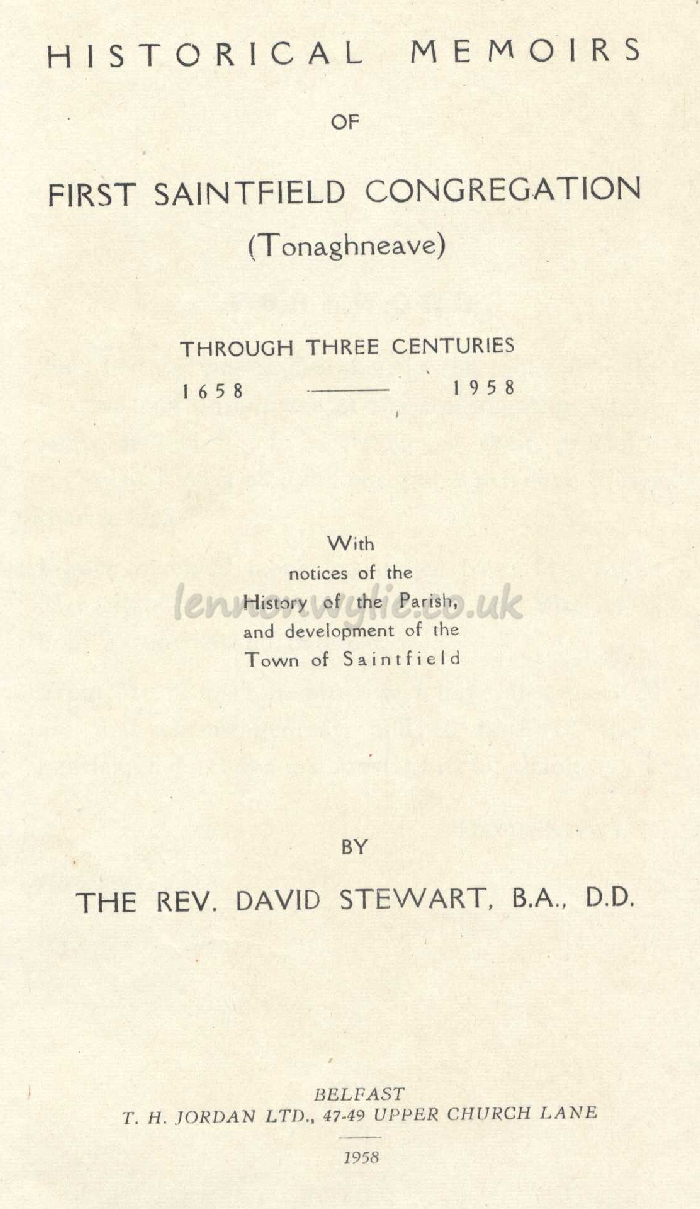 HISTORICAL MEMOIRS
OF
FIRST SAINTFIELD CONGREGATION
(Tonaghneave)
THROUGH THREE CENTURIES
1658 —— 1958
With
notices of the
lennonwylie.co.uk
History of the Parish,
and development of the
Town of Saintfield
BY
THE REV. DAVID STEWART, B.A., D.D.
BELFAST
T. H. JORDAN LTD., 47-49 UPPER CHURCH LANE
1958